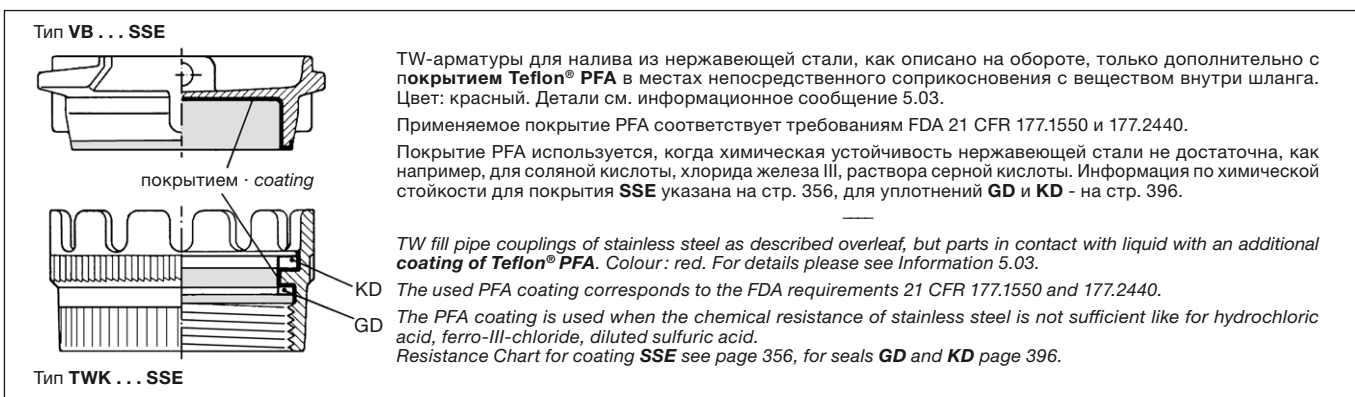 Тип VB . . . SSE
TW-арматуры для налива из нержавеющей стали, как описано на обороте, только дополнительно с
покрытием Teflon® PFA в местах непосредственного соприкосновения с веществом внутри шланга.
Цвет: красный. Детали см. информационное сообщение 5.03.
Применяемое покрытие PFA соответствует требованиям FDA 21 CFR 177.1550 и 177.2440.
Покрытие PFA используется, когда химическая устойчивость нержавеющей стали не достаточна, как
например, для соляной кислоты, хлорида железа III, раствора серной кислоты. Информация по химической
стойкости для покрытия SSE указана на стр. 356, для уплотнений GD и KD - на стр. 396.
покрытием · coating
TW fill pipe couplings of stainless steel as described overleaf, but parts in contact with liquid with an additional
coating of Teflon® PFA. Colour: red. For details please see Information 5.03.
KD
The used PFA coating corresponds to the FDA requirements 21 CFR 177.1550 and 177.2440.
GD
The PFA coating is used when the chemical resistance of stainless steel is not sufficient like for hydrochloric
acid, ferro-III-chloride, diluted sulfuric acid.
Resistance Chart for coating SSE see page 356, for seals GD and KD page 396.
Тип TWK . . . SSE